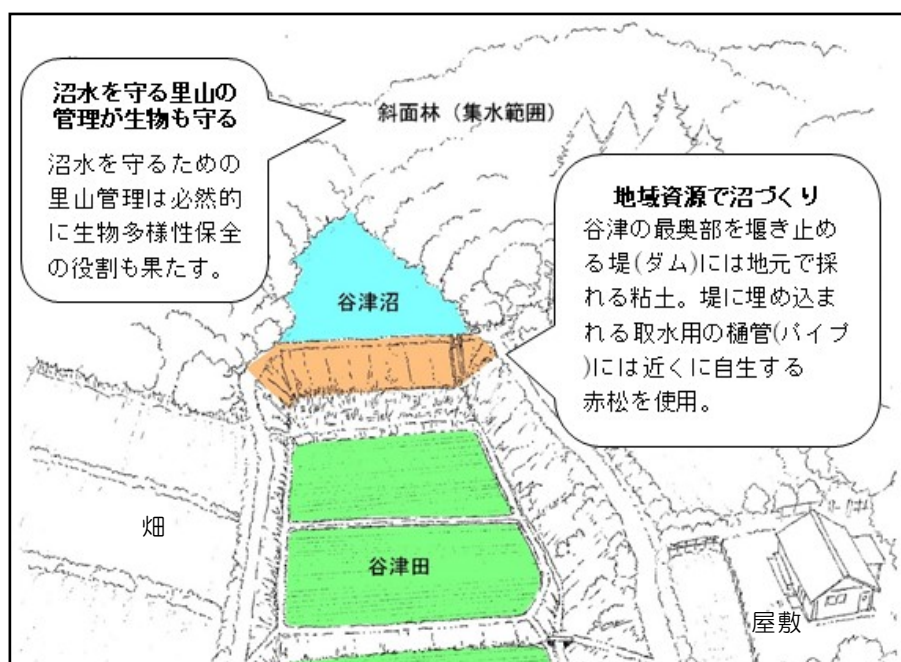 沼水を守る里山の
管理が生物も守る
沼水を守るための
里山管理は必然的
に生物多様性保全
の役割も果たす。
斜面林（集水範囲）
地域資源で沼づくり
谷津の最奥部を堰き止め
る堤(ダム)には地元で採
れる粘土。堤に埋め込ま
れる取水用の樋管(パイプ
)には近くに自生する
赤松を使用。
谷津沼
畑
谷津田
屋敷